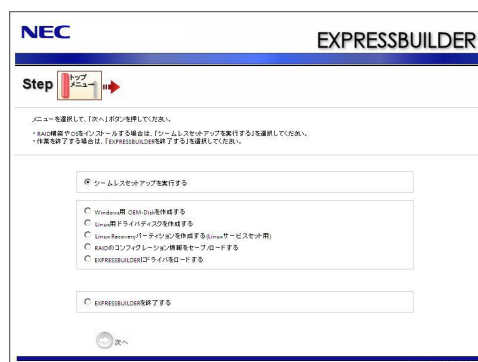 NEC
EXPRESSBUILDER
Step トップメニュー
メニューを選択して、「次へ」ボタンを押してください。
・RAID構築やOSをインストールする場合は、「シームレスセットアップを実行する」を選択してください。
・作業を終了する場合は、「EXPRESSBUILDERを終了する」を選択してください。
シームレスセットアップを実行する
Windows用 OEM-Diskを作成する
Linux用ドライバディスクを作成する
Linux Recoveryパーティションを作成する(Linuxサービスセット用)
RAIDのコンフィグレーション情報をセーブ/ロードする
EXPRESSBUILDERにドライバをロードする
EXPRESSBUILDERを終了する
次へ